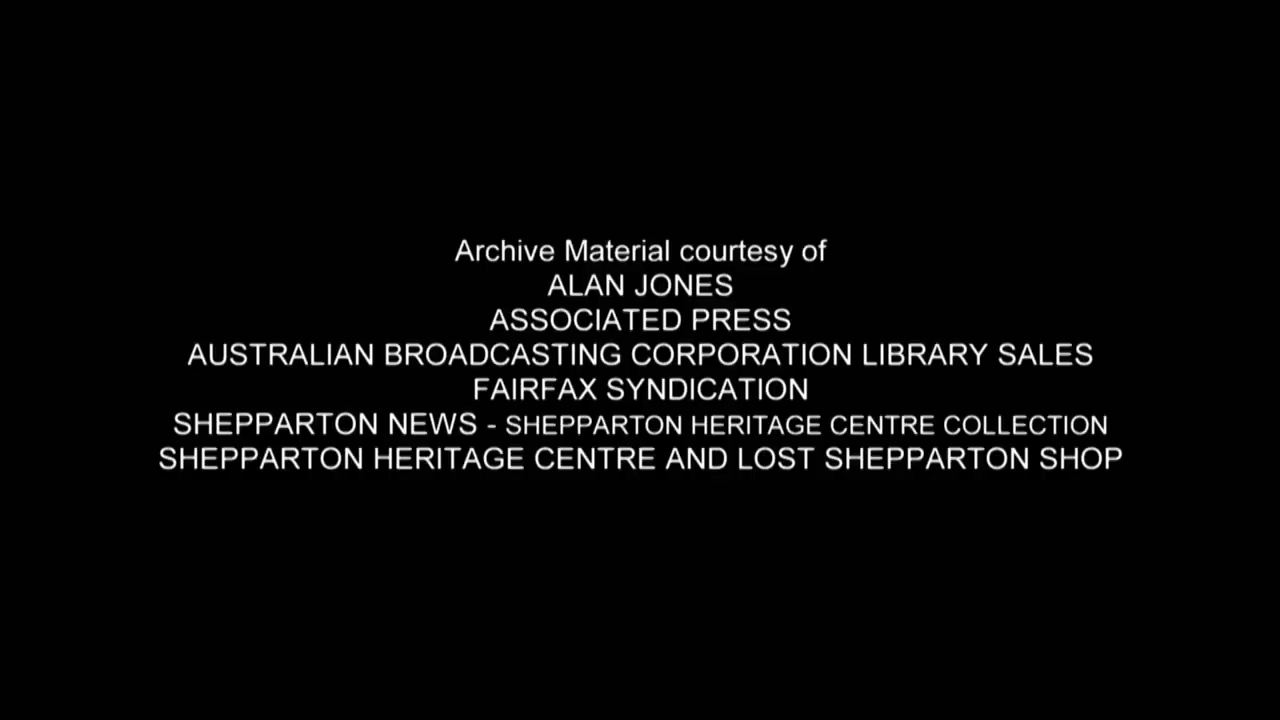 Archive Material courtesy of
ALAN JONES
ASSOCIATED PRESS
AUSTRALIAN BROADCASTING CORPORATION LIBRARY SALES
FAIRFAX SYNDICATION
SHEPPARTON NEWS - SHEPPARTON HERITAGE CENTRE COLLECTION
SHEPPARTON HERITAGE CENTRE AND LOST SHEPPARTON SHOP